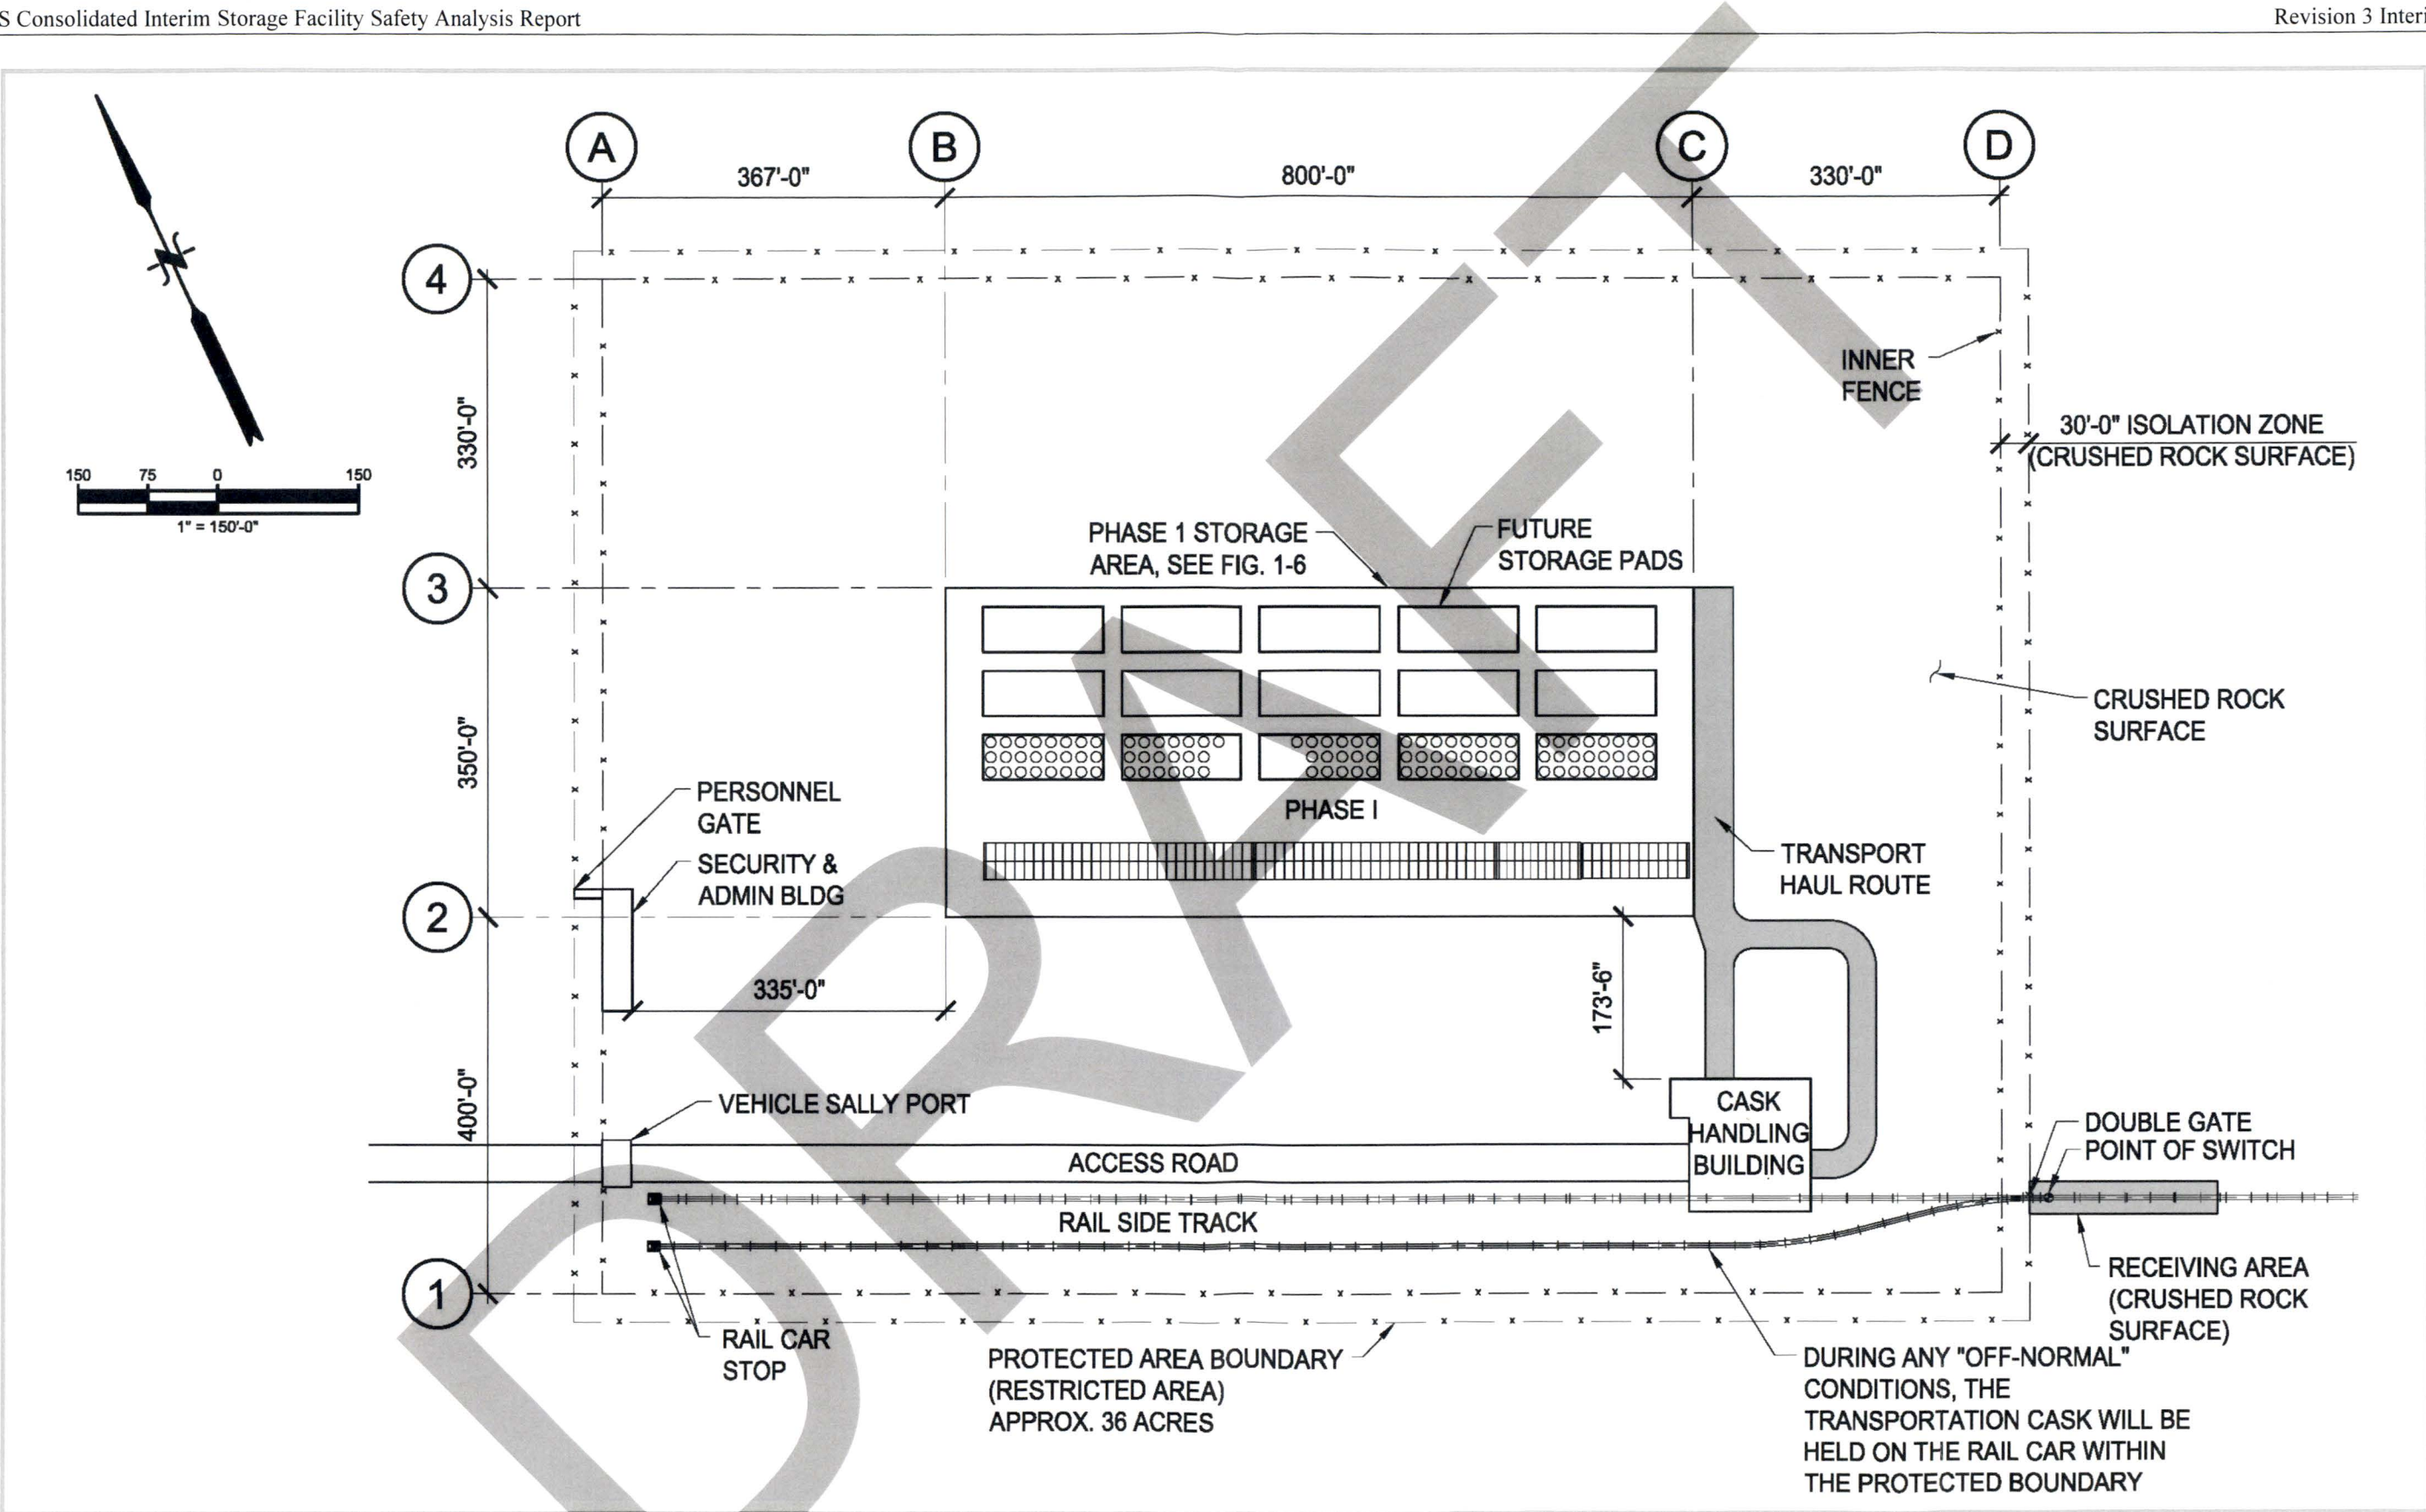 S Consolidated Interim Storage Facility Safety Analysis Report
Revision 3 Interi
A
B
C
D
367'-0"
800'-0"
330'-0"
4
3
2
1
330'-0"
350'-0"
400'-0"
N
150 75 0 150
1" = 150'-0"
INNER
FENCE
30'-0" ISOLATION ZONE
(CRUSHED ROCK SURFACE)
PHASE 1 STORAGE
AREA, SEE FIG. 1-6
FUTURE
STORAGE PADS
CRUSHED ROCK
SURFACE
PHASE I
PERSONNEL
GATE
SECURITY &
ADMIN BLDG
TRANSPORT
HAUL ROUTE
335'-0"
173'-6"
VEHICLE SALLY PORT
CASK
HANDLING
BUILDING
DOUBLE GATE
POINT OF SWITCH
ACCESS ROAD
RAIL SIDE TRACK
RECEIVING AREA
(CRUSHED ROCK
SURFACE)
RAIL CAR
STOP
PROTECTED AREA BOUNDARY
(RESTRICTED AREA)
APPROX. 36 ACRES
DURING ANY "OFF-NORMAL"
CONDITIONS, THE
TRANSPORTATION CASK WILL BE
HELD ON THE RAIL CAR WITHIN
THE PROTECTED BOUNDARY
DRAFT